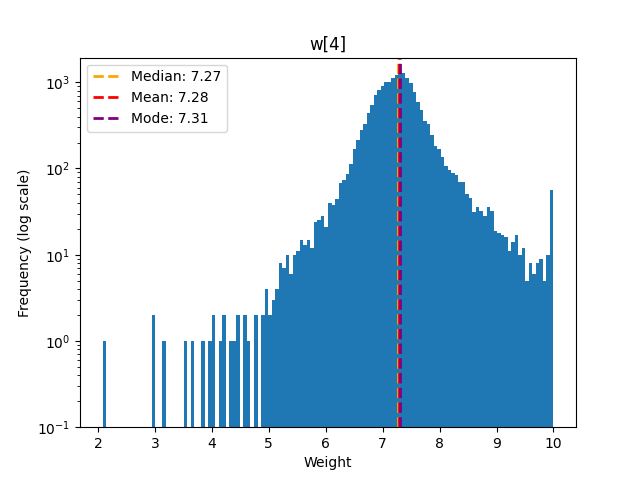 w[4]
Median: 7.27
Mean: 7.28
Mode: 7.31
Frequency (log scale)
10³
10²
10¹
10⁰
10⁻¹
2 3 4 5 6 7 8 9 10
Weight